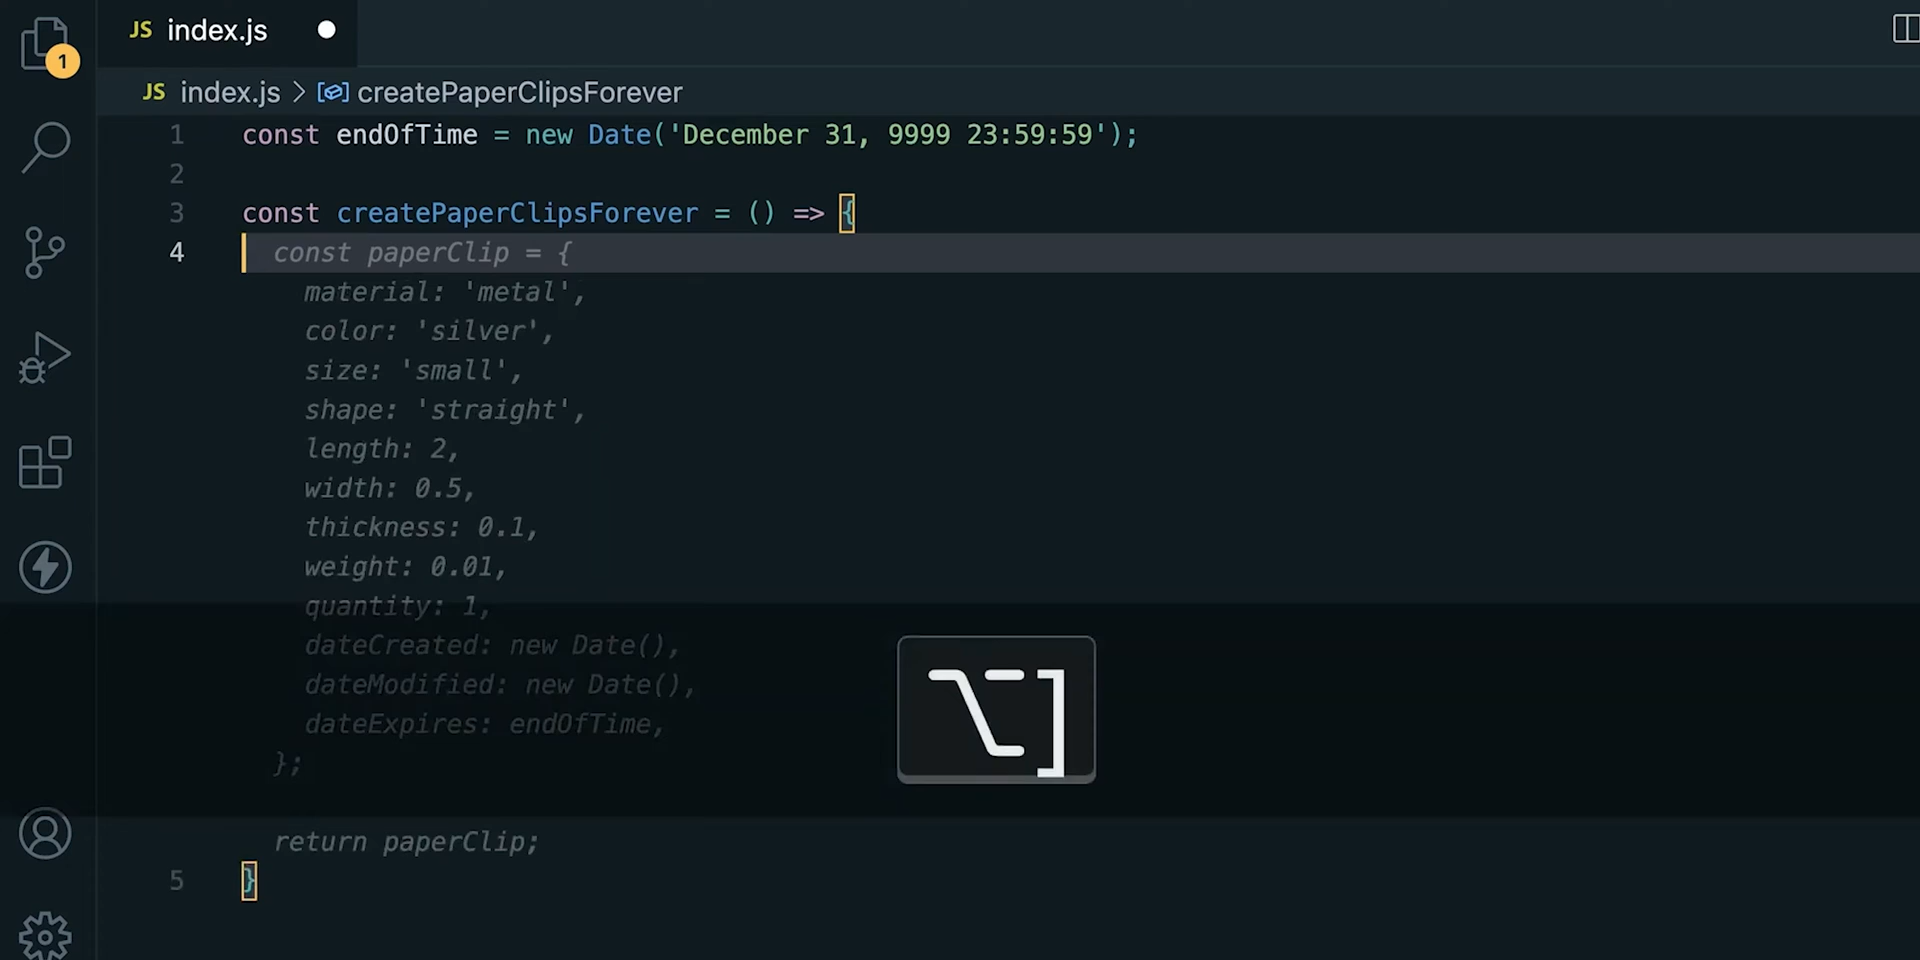 JS index.js
1
JS index.js > createPaperClipsForever
1 const endOfTime = new Date('December 31, 9999 23:59:59');
2
3 const createPaperClipsForever = () => {
4 const paperClip = {
material: 'metal',
color: 'silver',
size: 'small',
shape: 'straight',
length: 2,
width: 0.5,
thickness: 0.1,
weight: 0.01,
quantity: 1,
dateCreated: new Date(),
dateModified: new Date(),
dateExpires: endOfTime,
};
⌥]
return paperClip;
5 }